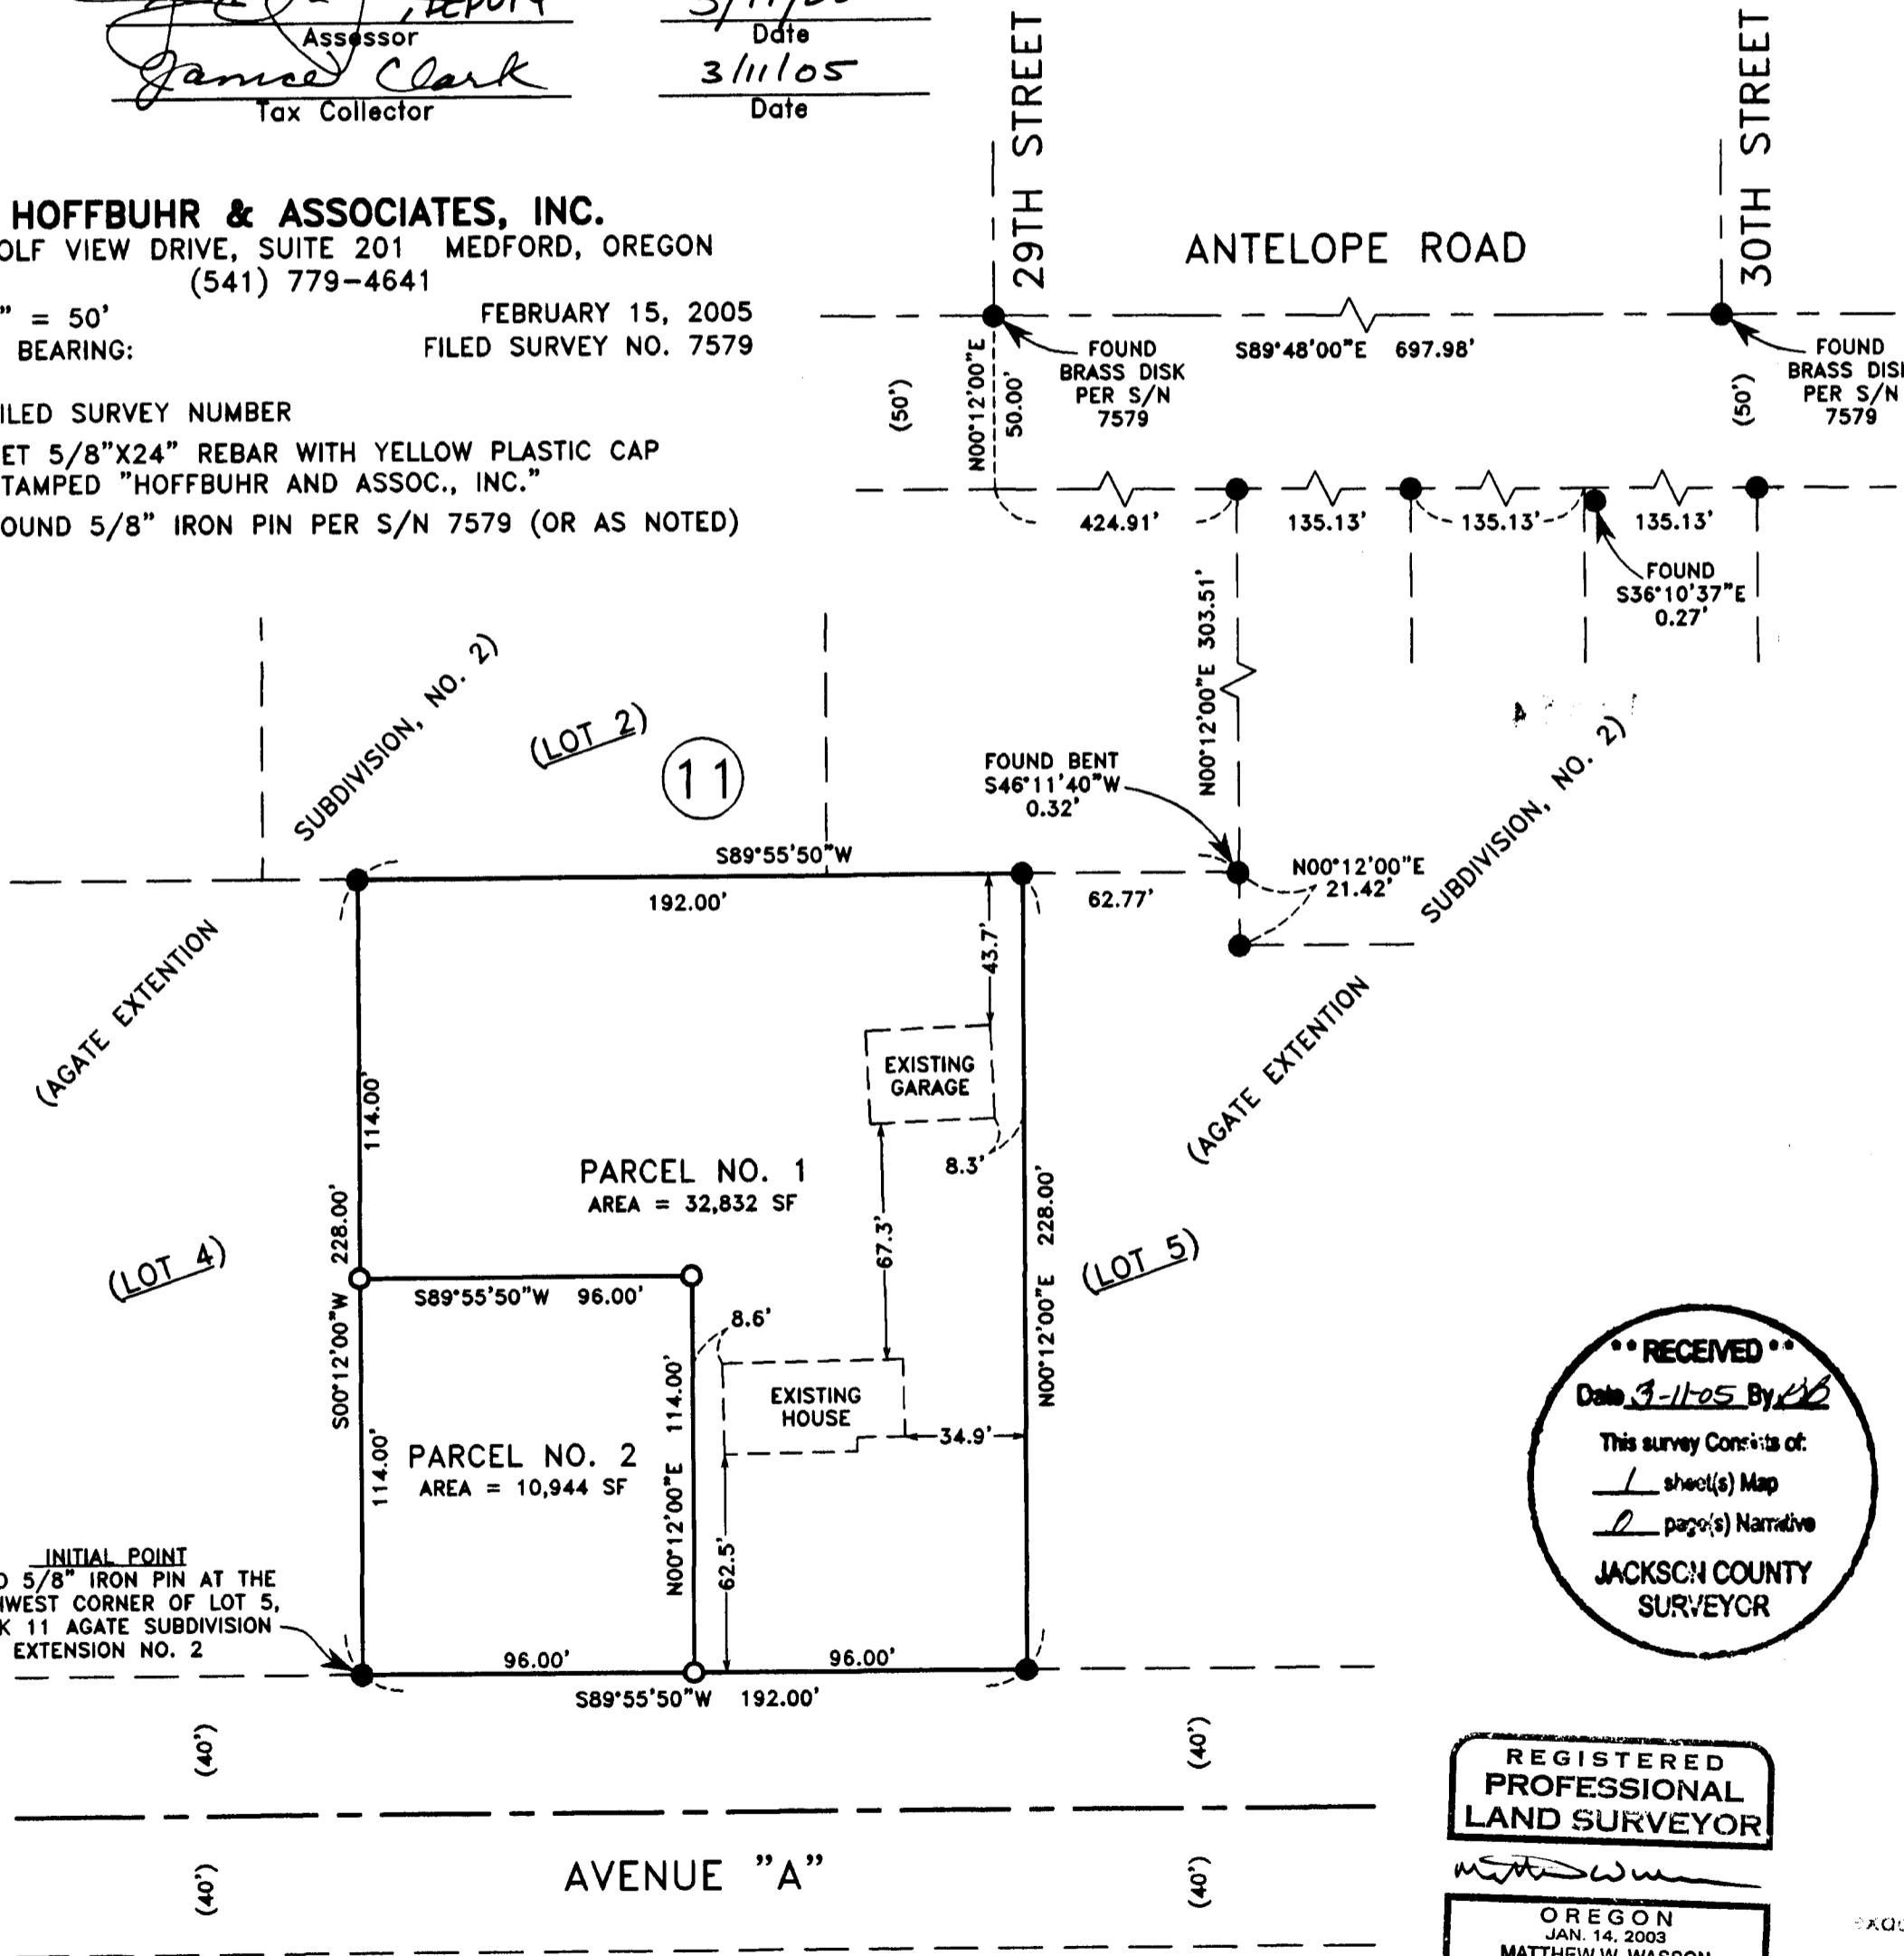 , DEPUTY
Assessor
Date
Janice Clark
3/11/05
Tax Collector
Date
29TH STREET
30TH STREET
HOFFBUHR & ASSOCIATES, INC.
OLF VIEW DRIVE, SUITE 201 MEDFORD, OREGON
(541) 779-4641
" = 50'
FEBRUARY 15, 2005
BEARING:
FILED SURVEY NO. 7579
ILED SURVEY NUMBER
ET 5/8"X24" REBAR WITH YELLOW PLASTIC CAP
TAMPED "HOFFBUHR AND ASSOC., INC."
OUND 5/8" IRON PIN PER S/N 7579 (OR AS NOTED)
ANTELOPE ROAD
FOUND
BRASS DISK
PER S/N
7579
S89°48'00"E 697.98'
FOUND
BRASS DISK
PER S/N
7579
(50')
N00°12'00"E
50.00'
(50')
424.91'
135.13'
135.13'
135.13'
FOUND
S36°10'37"E
0.27'
N00°12'00"E 303.51'
SUBDIVISION, NO. 2)
(LOT 2)
11
FOUND BENT
S46°11'40"W
0.32'
SUBDIVISION, NO. 2)
S89°55'50"W
192.00'
62.77'
N00°12'00"E
21.42'
(AGATE EXTENTION
43.7'
EXISTING
GARAGE
(AGATE EXTENTION
114.00'
8.3'
PARCEL NO. 1
AREA = 32,832 SF
67.3'
(LOT 4)
S00°12'00"W 228.00'
N00°12'00"E 228.00'
(LOT 5)
S89°55'50"W 96.00'
8.6'
EXISTING
HOUSE
34.9'
114.00'
PARCEL NO. 2
AREA = 10,944 SF
N00°12'00"E 114.00'
62.5'
INITIAL POINT
D 5/8" IRON PIN AT THE
HWEST CORNER OF LOT 5,
K 11 AGATE SUBDIVISION
EXTENSION NO. 2
96.00'
96.00'
S89°55'50"W 192.00'
(40')
(40')
AVENUE "A"
(40')
(40')
** RECEIVED **
Date 3-11-05 By
This survey Consists of:
1 sheet(s) Map
0 page(s) Narrative
JACKSON COUNTY
SURVEYOR
REGISTERED
PROFESSIONAL
LAND SURVEYOR
OREGON
JAN. 14, 2003
MATTHEW W. WASSON